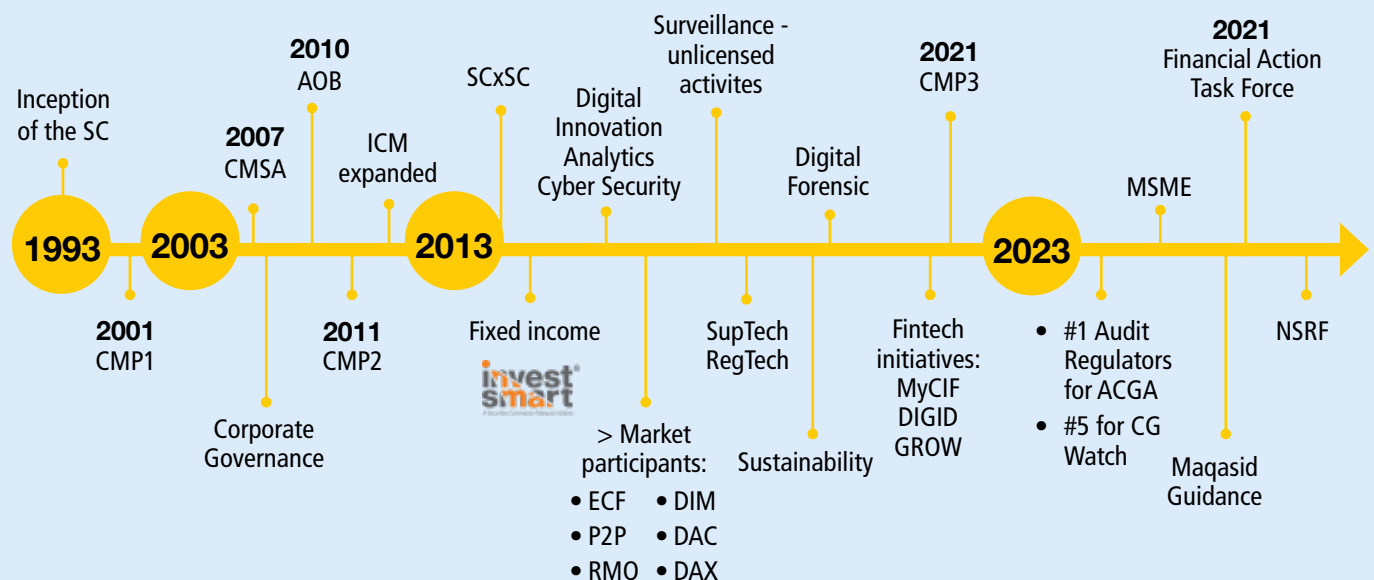 Inception
of the SC
1993
2001
CMP1
2003
2007
CMSA
Corporate
Governance
2010
AOB
2011
CMP2
ICM
expanded
2013
SCxSC
Fixed income
invest®
smart
Digital
Innovation
Analytics
Cyber Security
> Market
participants:
• ECF • DIM
• P2P • DAC
• RMO • DAX
Surveillance -
unlicensed
activites
SupTech
RegTech
Sustainability
Digital
Forensic
Fintech
initiatives:
MyCIF
DIGID
GROW
2021
CMP3
2023
• #1 Audit
Regulators
for ACGA
• #5 for CG
Watch
MSME
Maqasid
Guidance
2021
Financial Action
Task Force
NSRF